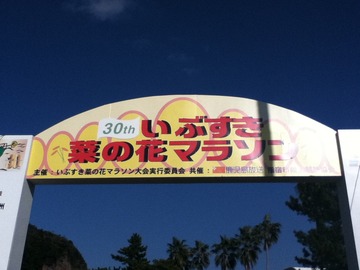 30th いぶすき
菜の花マラソン
主催：いぶすき菜の花マラソン大会実行委員会 共催：